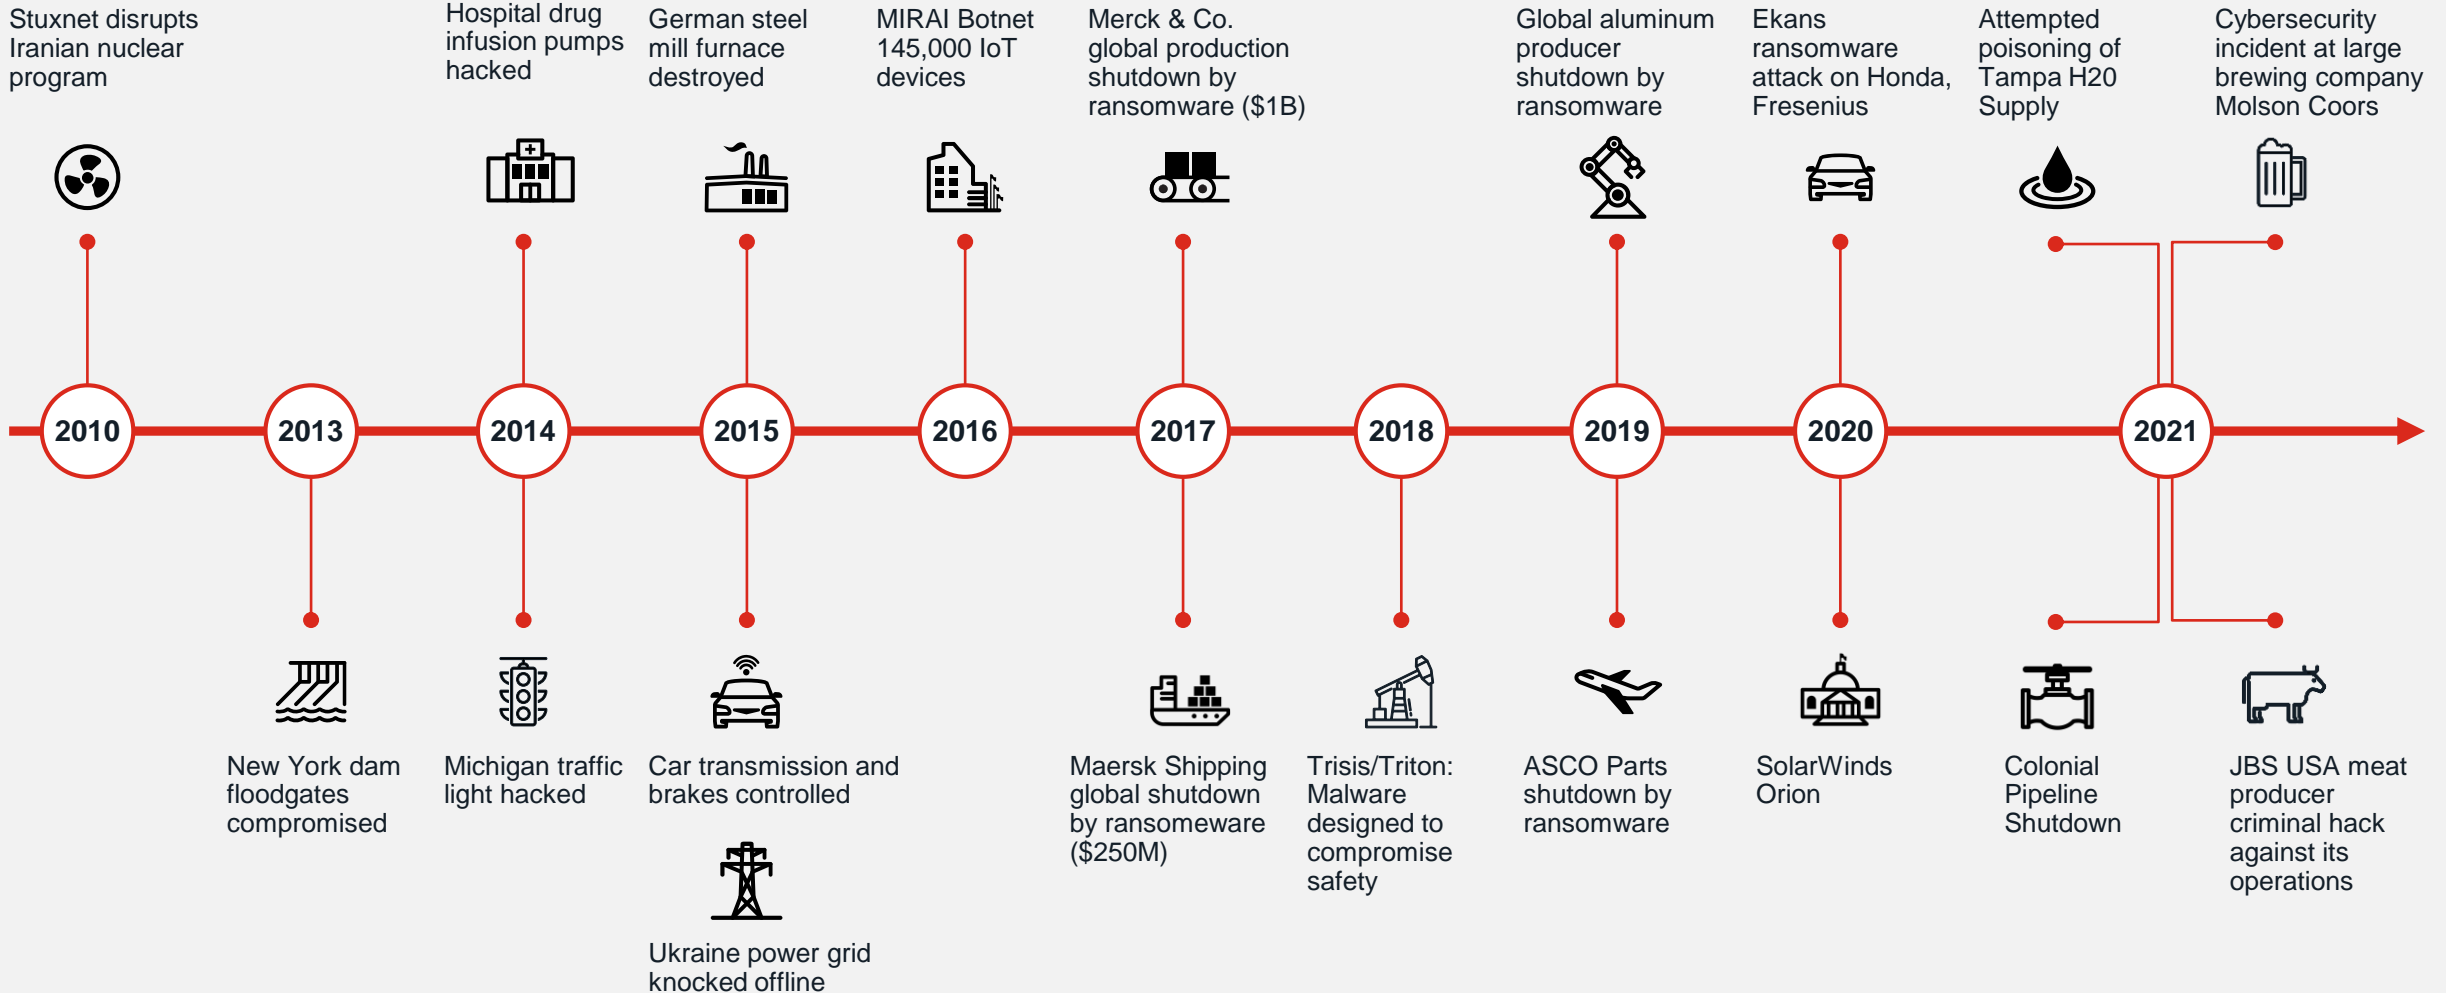 Stuxnet disrupts
Iranian nuclear
program
Hospital drug
infusion pumps
hacked
German steel
mill furnace
destroyed
MIRAI Botnet
145,000 IoT
devices
Merck & Co.
global production
shutdown by
ransomware ($1B)
Global aluminum
producer
shutdown by
ransomware
Ekans
ransomware
attack on Honda,
Fresenius
Attempted
poisoning of
Tampa H20
Supply
Cybersecurity
incident at large
brewing company
Molson Coors
2010
2013
2014
2015
2016
2017
2018
2019
2020
2021
New York dam
floodgates
compromised
Michigan traffic
light hacked
Car transmission and
brakes controlled
Ukraine power grid
knocked offline
Maersk Shipping
global shutdown
by ransomeware
($250M)
Trisis/Triton:
Malware
designed to
compromise
safety
ASCO Parts
shutdown by
ransomware
SolarWinds
Orion
Colonial
Pipeline
Shutdown
JBS USA meat
producer
criminal hack
against its
operations